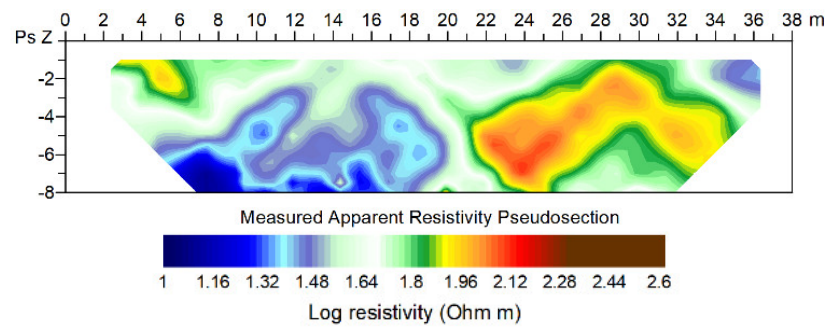 0 2 4 6 8 10 12 14 16 18 20 22 24 26 28 30 32 34 36 38 m
Ps Z
-2
-4
-6
-8
Measured Apparent Resistivity Pseudosection
1 1.16 1.32 1.48 1.64 1.8 1.96 2.12 2.28 2.44 2.6
Log resistivity (Ohm m)